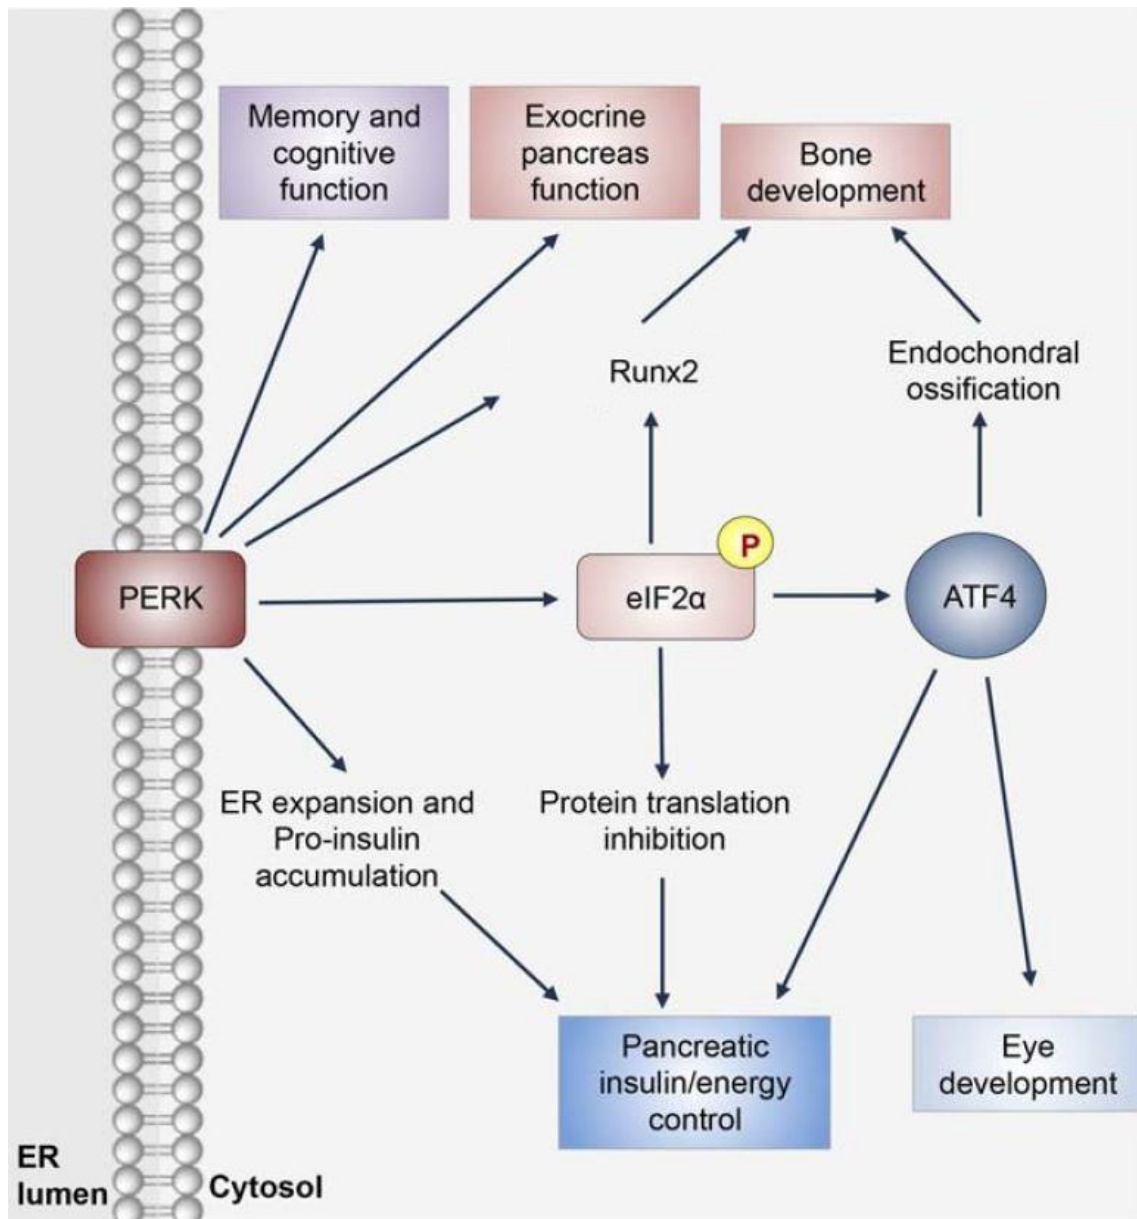 Memory and
cognitive
function
Exocrine
pancreas
function
Bone
development
Runx2
Endochondral
ossification
PERK
eIF2α
P
ATF4
ER expansion and
Pro-insulin
accumulation
Protein translation
inhibition
Pancreatic
insulin/energy
control
Eye
development
ER
lumen
Cytosol